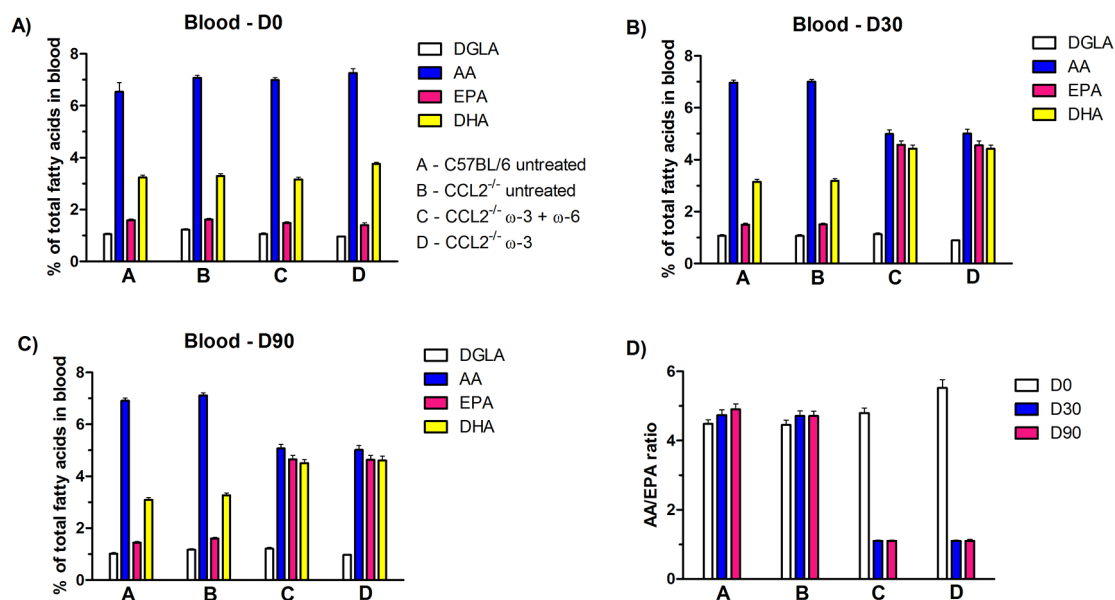 A)
Blood - D0
% of total fatty acids in blood
8
6
4
2
0
A B C D
DGLA
AA
EPA
DHA
A - C57BL/6 untreated
B - CCL2-/- untreated
C - CCL2-/- ω-3 + ω-6
D - CCL2-/- ω-3
B)
Blood - D30
% of total fatty acids in blood
8
6
4
2
0
A B C D
DGLA
AA
EPA
DHA
C)
Blood - D90
% of total fatty acids in blood
8
6
4
2
0
A B C D
DGLA
AA
EPA
DHA
D)
AA/EPA ratio
6
4
2
0
A B C D
D0
D30
D90